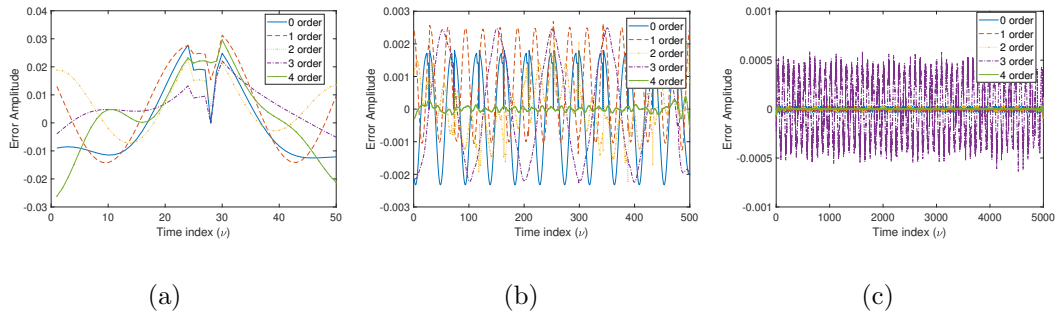 (a)
0.04
0.03
0.02
0.01
0
-0.01
-0.02
-0.03
Error Amplitude
0 10 20 30 40 50
Time index (ν)
0 order
1 order
2 order
3 order
4 order
(a)
(b)
0.003
0.002
0.001
0.000
-0.001
-0.002
-0.003
Error Amplitude
0 100 200 300 400 500
Time index (ν)
0 order
1 order
2 order
3 order
4 order
(b)
(c)
0.001
0.0005
0
-0.0005
-0.001
Error Amplitude
0 1000 2000 3000 4000 5000
Time index (ν)
0 order
1 order
2 order
3 order
4 order
(c)